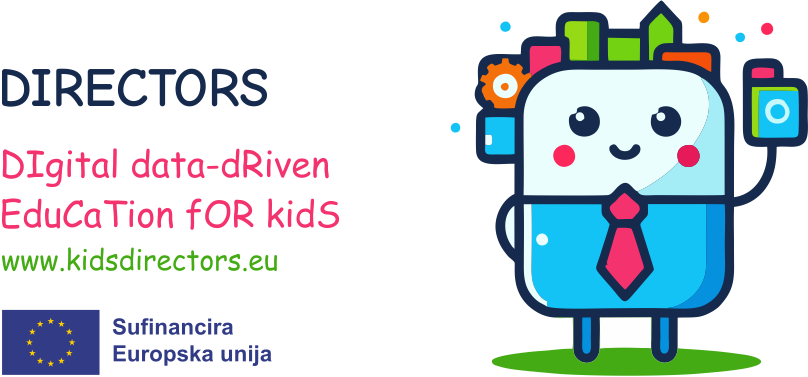 DIRECTORS
DIgital data-dRiven
EduCaTion fOR kidS
www.kidsdirectors.eu
Sufinancira
Europska unija